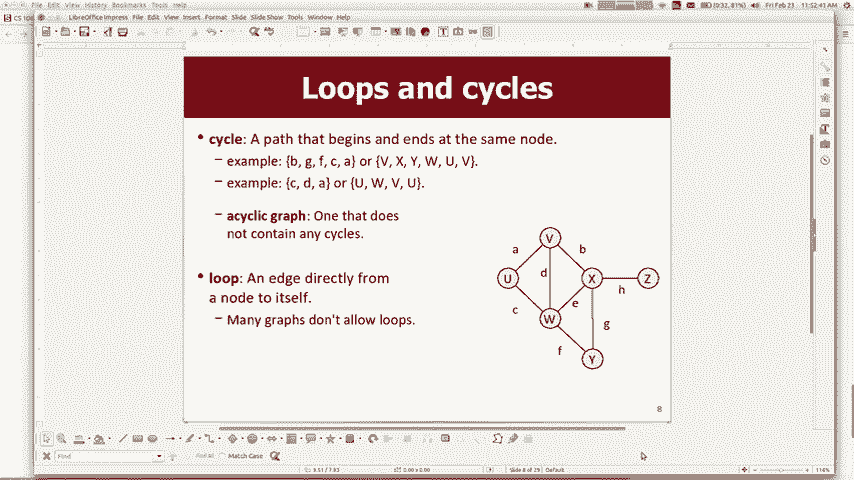 View History Bookmarks Tools Help
(0:32, 81%) Fri Feb 23 11:52:41 AM
LibreOffice Impress File Edit View Insert Format Slide Slide Show Tools Window Help
Loops and cycles
• cycle: A path that begins and ends at the same node.
– example: {b, g, f, c, a} or {V, X, Y, W, U, V}.
– example: {c, d, a} or {U, W, V, U}.
– acyclic graph: One that does
not contain any cycles.
• loop: An edge directly from
a node to itself.
– Many graphs don't allow loops.
V
a
b
U
d
X
Z
h
e
c
W
g
f
Y
8
Find
Match Case
Slide 8 of 29
Default
116%